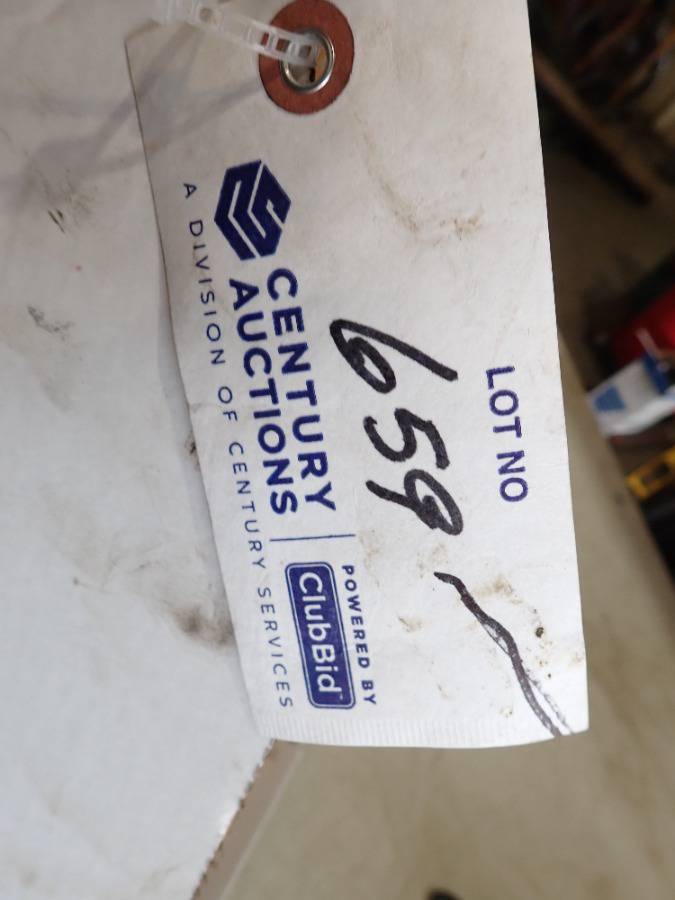 LOT NO
659
CENTURY
AUCTIONS
POWERED BY
ClubBid
A DIVISION OF CENTURY SERVICES